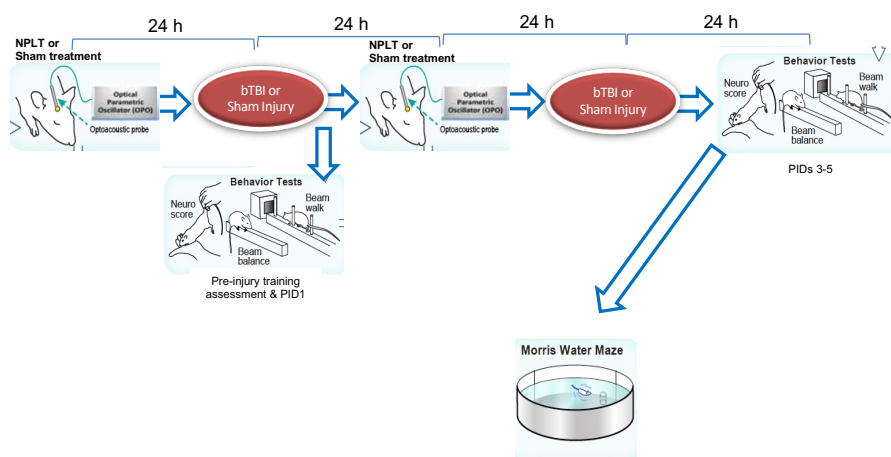 24 h
24 h
24 h
24 h
NPLT or
Sham treatment
Optical
Parametric
Oscillator (OPO)
Optoacoustic probe
bTBI or
Sham Injury
NPLT or
Sham treatment
Optical
Parametric
Oscillator (OPO)
Optoacoustic probe
bTBI or
Sham Injury
Behavior Tests
Neuro
score
Beam
walk
Beam
balance
PIDs 3-5
Behavior Tests
Neuro
score
Beam
walk
Beam
balance
Pre-injury training
assessment & PID1
Morris Water Maze